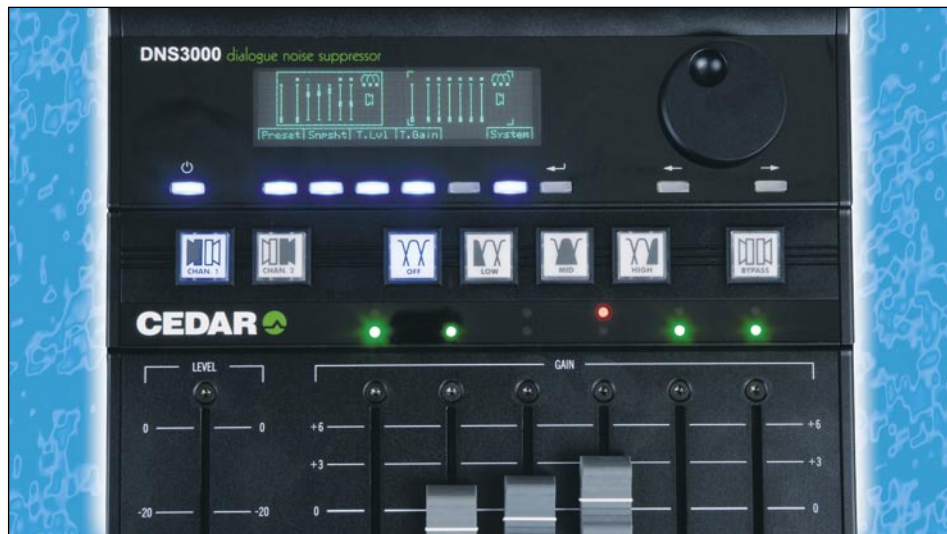 DNS3000 dialogue noise suppressor
Preset Snpsht T.Lvl T.Gain System
CHAN. 1 CHAN. 2 OFF LOW MID HIGH BYPASS
CEDAR
LEVEL GAIN
0 0 +6 +6
+3 +3
-20 -20 0 0